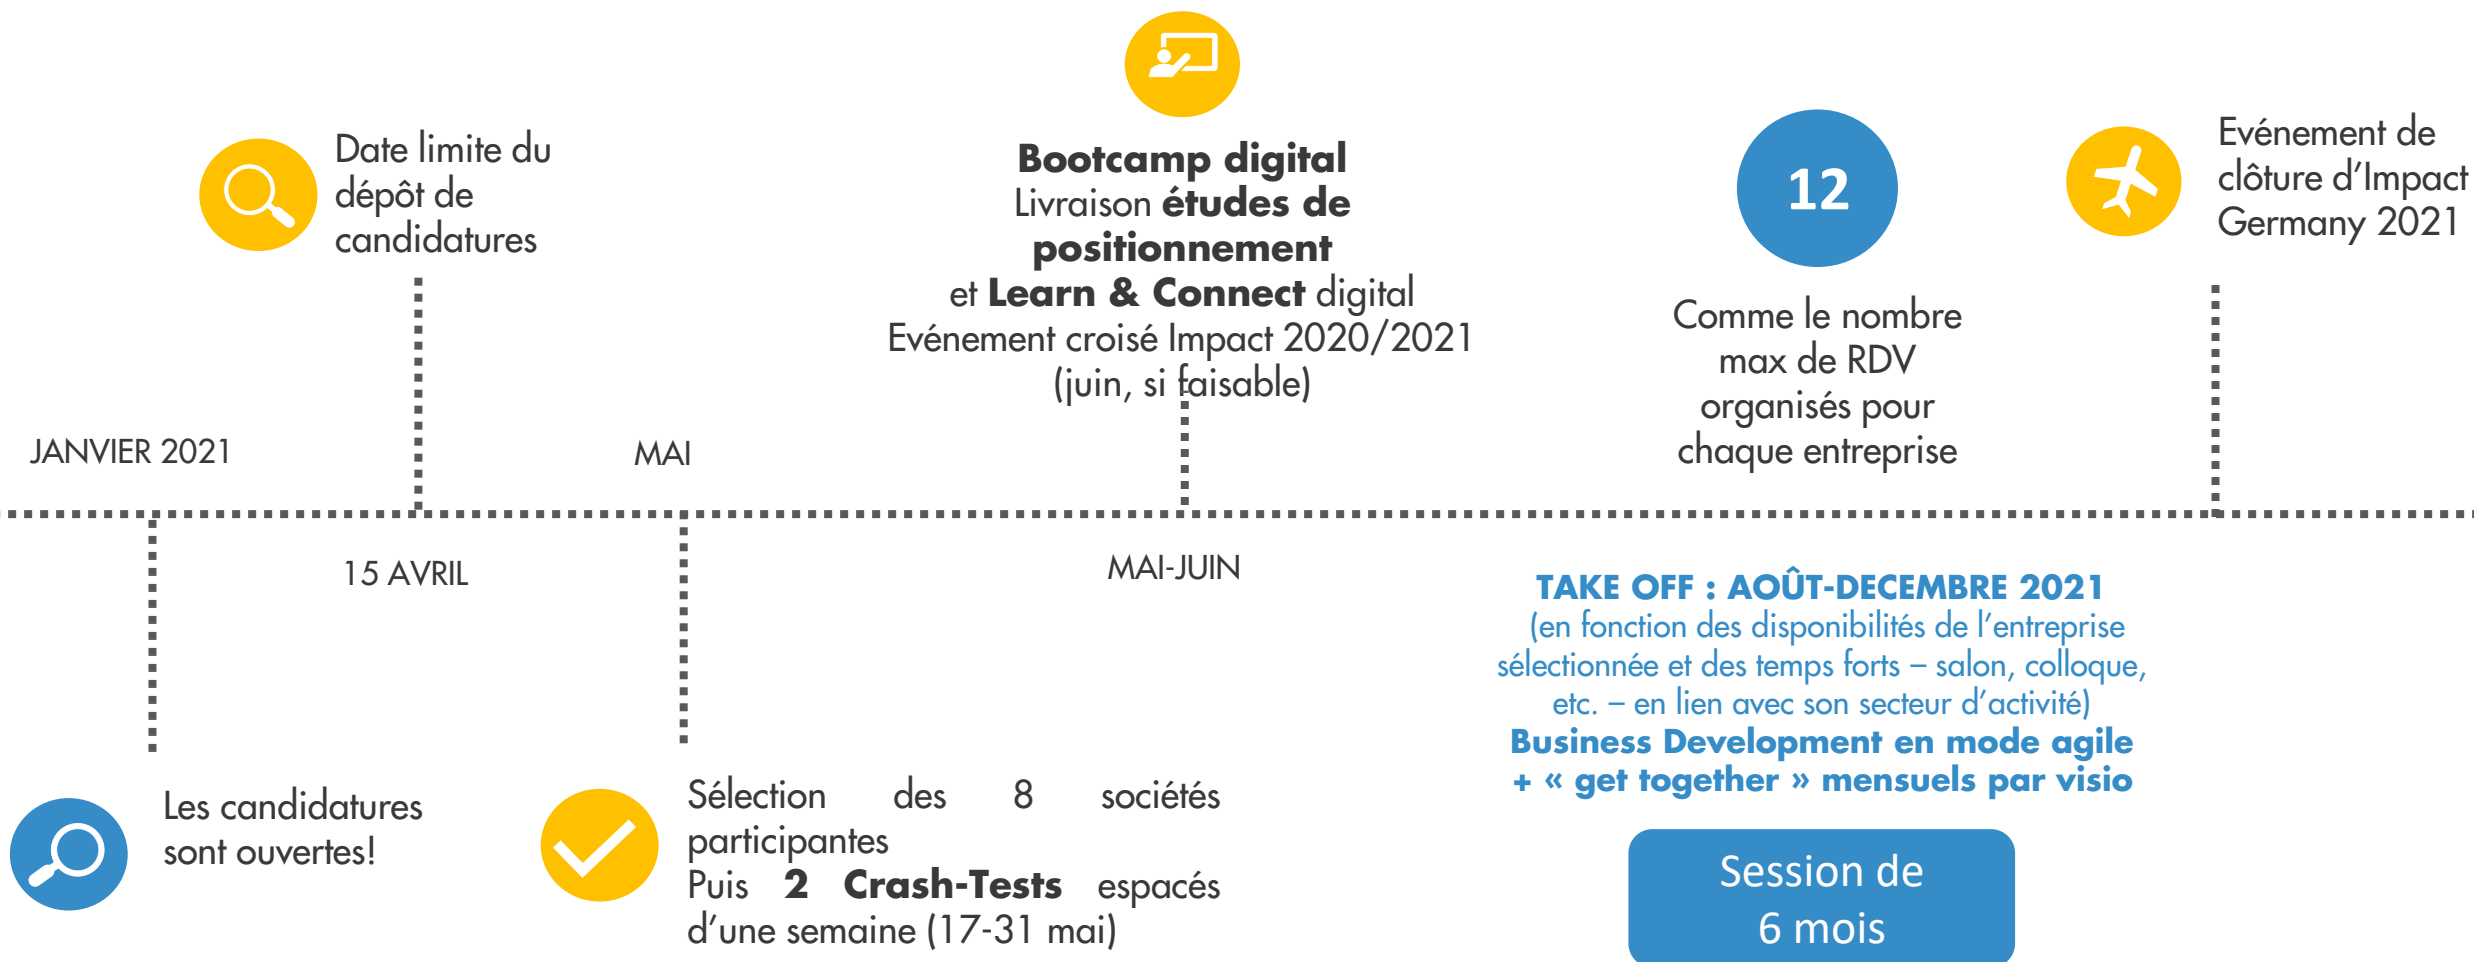 Date limite du
dépôt de
candidatures
Bootcamp digital
Livraison études de
positionnement
et Learn & Connect digital
Evénement croisé Impact 2020/2021
(juin, si faisable)
12
Comme le nombre
max de RDV
organisés pour
chaque entreprise
Evénement de
clôture d’Impact
Germany 2021
JANVIER 2021
MAI
15 AVRIL
MAI-JUIN
Les candidatures
sont ouvertes!
Sélection des 8 sociétés
participantes
Puis 2 Crash-Tests espacés
d’une semaine (17-31 mai)
TAKE OFF : AOÛT-DECEMBRE 2021
(en fonction des disponibilités de l’entreprise
sélectionnée et des temps forts – salon, colloque,
etc. – en lien avec son secteur d’activité)
Business Development en mode agile
+ « get together » mensuels par visio
Session de
6 mois